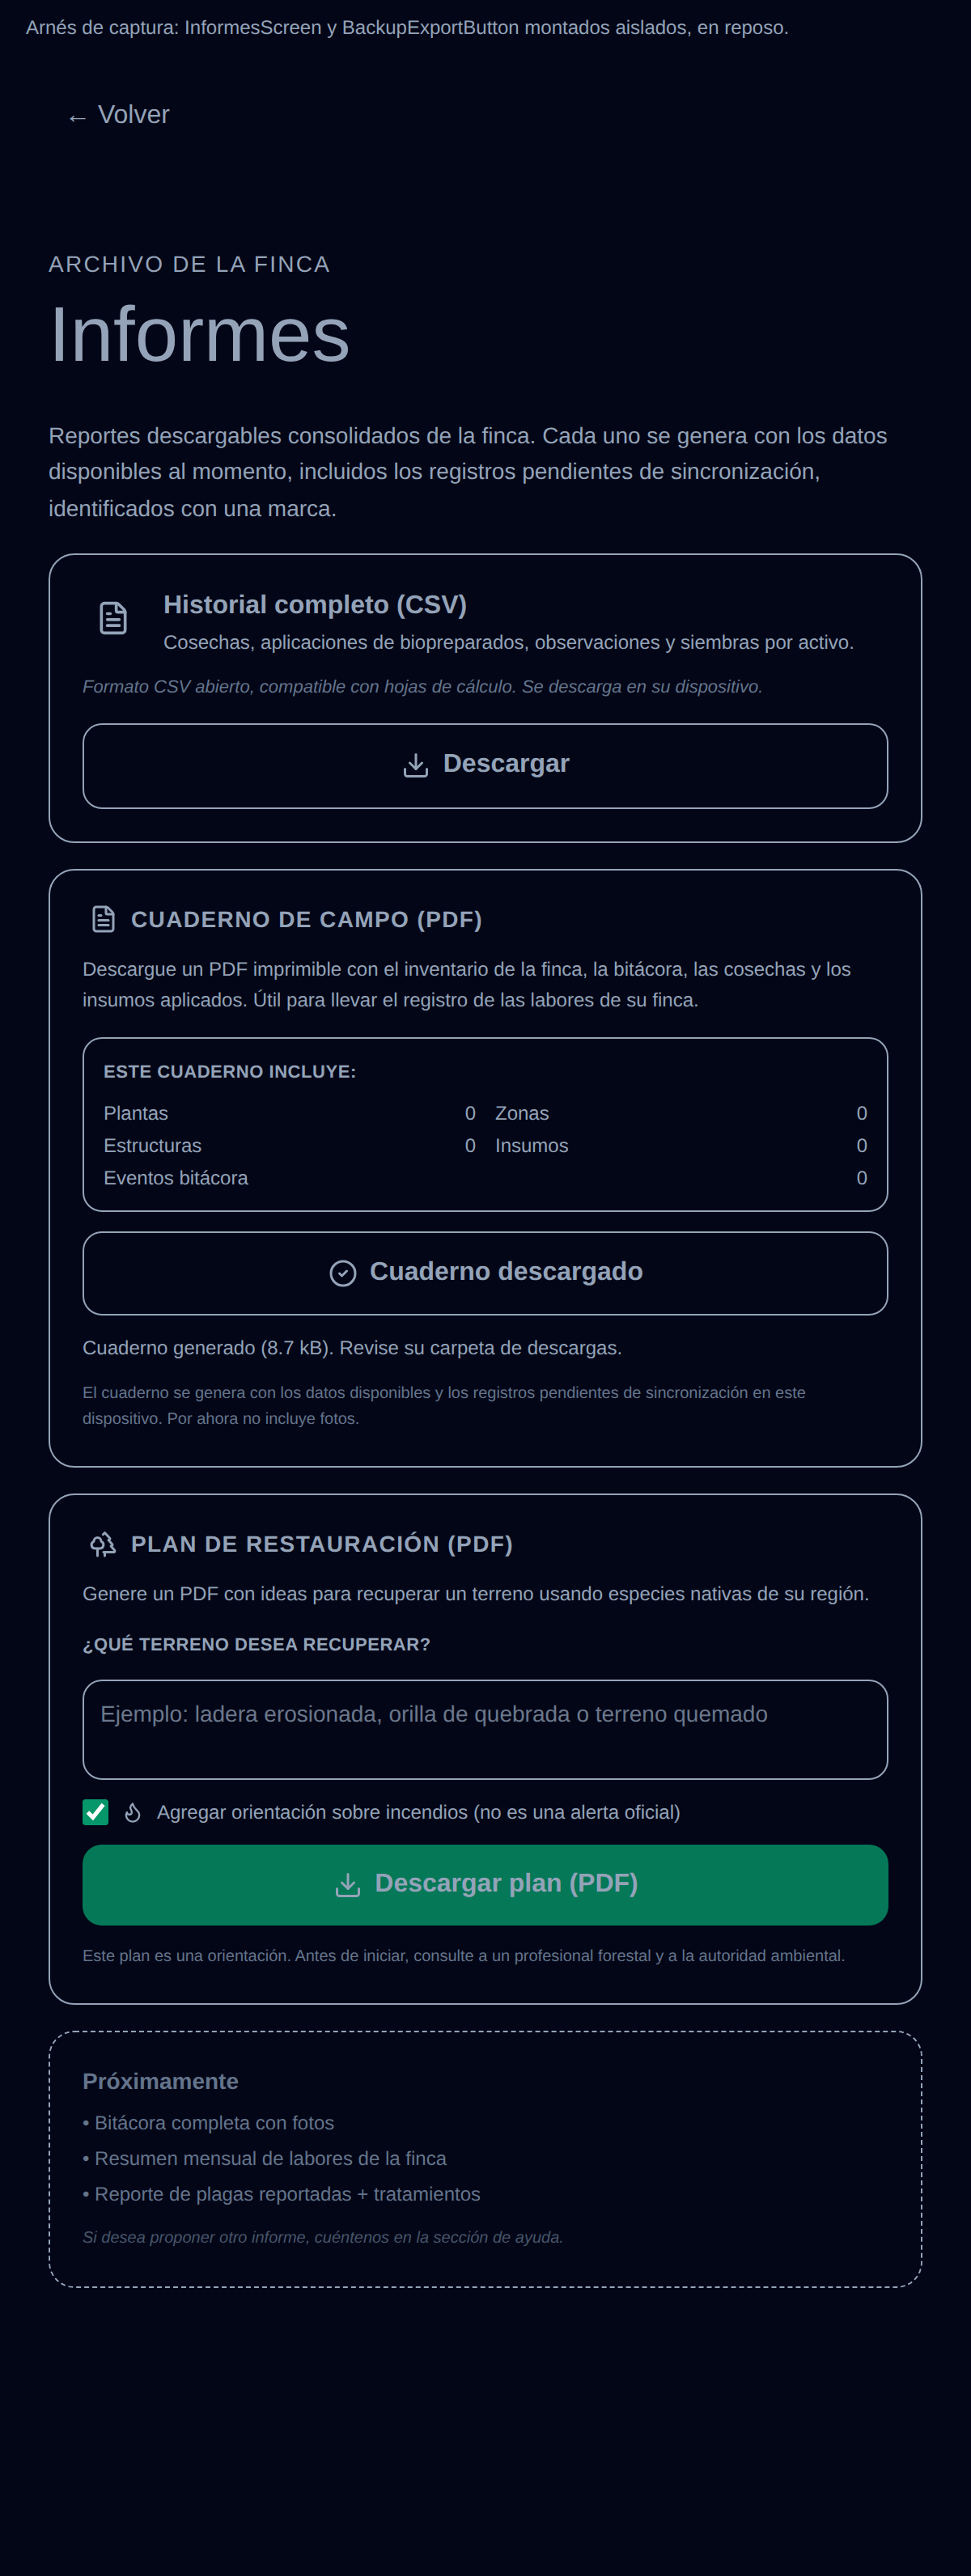 Arnés de captura: InformesScreen y BackupExportButton montados aislados, en reposo.
← Volver
ARCHIVO DE LA FINCA
Informes
Reportes descargables consolidados de la finca. Cada uno se genera con los datos
disponibles al momento, incluidos los registros pendientes de sincronización,
identificados con una marca.
Historial completo (CSV)
Cosechas, aplicaciones de biopreparados, observaciones y siembras por activo.
Formato CSV abierto, compatible con hojas de cálculo. Se descarga en su dispositivo.
Descargar
CUADERNO DE CAMPO (PDF)
Descargue un PDF imprimible con el inventario de la finca, la bitácora, las cosechas y los
insumos aplicados. Útil para llevar el registro de las labores de su finca.
ESTE CUADERNO INCLUYE:
Plantas 0 Zonas 0
Estructuras 0 Insumos 0
Eventos bitácora 0
Cuaderno descargado
Cuaderno generado (8.7 kB). Revise su carpeta de descargas.
El cuaderno se genera con los datos disponibles y los registros pendientes de sincronización en este
dispositivo. Por ahora no incluye fotos.
PLAN DE RESTAURACIÓN (PDF)
Genere un PDF con ideas para recuperar un terreno usando especies nativas de su región.
¿QUÉ TERRENO DESEA RECUPERAR?
Ejemplo: ladera erosionada, orilla de quebrada o terreno quemado
Agregar orientación sobre incendios (no es una alerta oficial)
Descargar plan (PDF)
Este plan es una orientación. Antes de iniciar, consulte a un profesional forestal y a la autoridad ambiental.
Próximamente
• Bitácora completa con fotos
• Resumen mensual de labores de la finca
• Reporte de plagas reportadas + tratamientos
Si desea proponer otro informe, cuéntenos en la sección de ayuda.